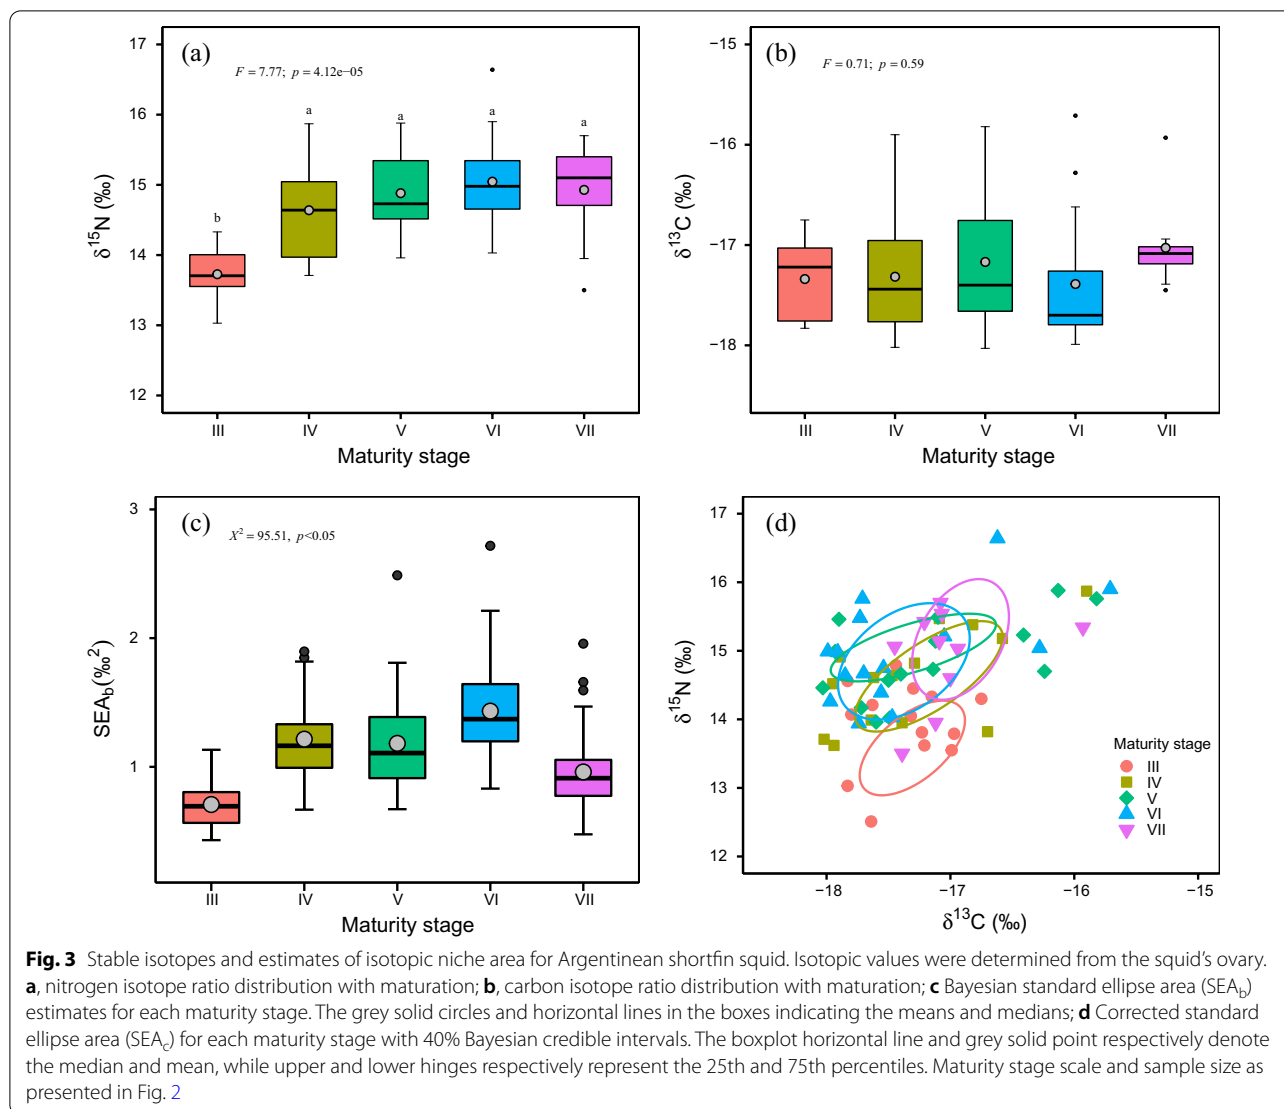 (a)
F = 7.77; p = 4.12e−05
17
16
15
14
13
12
δ15N (‰)
b
a
a
a
a
III
IV
V
VI
VII
Maturity stage
(b)
F = 0.71; p = 0.59
−15
−16
−17
−18
δ13C (‰)
III
IV
V
VI
VII
Maturity stage
(c)
X2 = 95.51, p<0.05
3
2
1
SEAb(‰2)
III
IV
V
VI
VII
Maturity stage
(d)
17
16
15
14
13
12
δ15N (‰)
Maturity stage
III
IV
V
VI
VII
−18
−17
−16
−15
δ13C (‰)
Fig. 3 Stable isotopes and estimates of isotopic niche area for Argentinean shortfin squid. Isotopic values were determined from the squid’s ovary.
a, nitrogen isotope ratio distribution with maturation; b, carbon isotope ratio distribution with maturation; c Bayesian standard ellipse area (SEAb)
estimates for each maturity stage. The grey solid circles and horizontal lines in the boxes indicating the means and medians; d Corrected standard
ellipse area (SEAc) for each maturity stage with 40% Bayesian credible intervals. The boxplot horizontal line and grey solid point respectively denote
the median and mean, while upper and lower hinges respectively represent the 25th and 75th percentiles. Maturity stage scale and sample size as
presented in Fig. 2